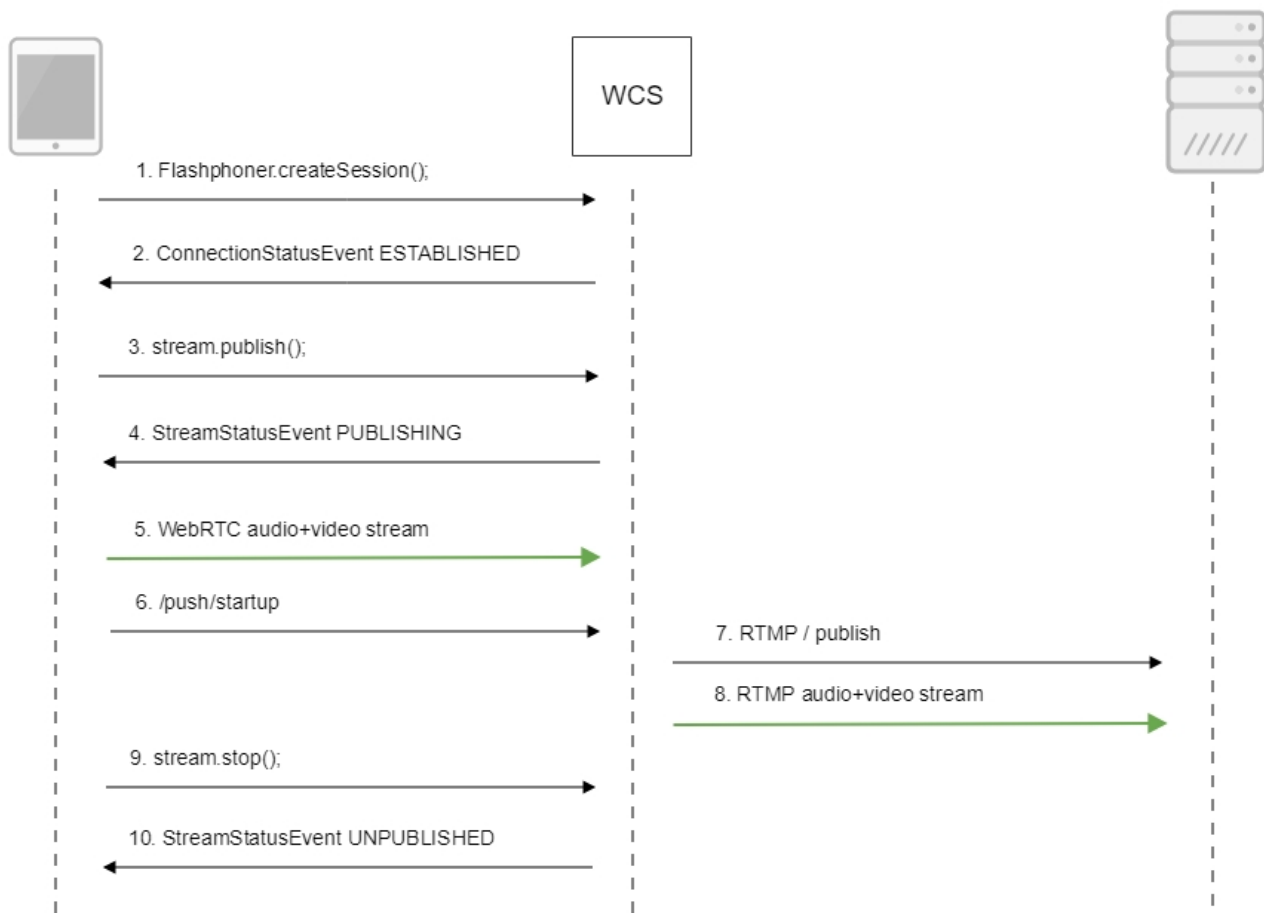 WCS
1. Flashphoner.createSession();
2. ConnectionStatusEvent ESTABLISHED
3. stream.publish();
4. StreamStatusEvent PUBLISHING
5. WebRTC audio+video stream
6. /push/startup
7. RTMP / publish
8. RTMP audio+video stream
9. stream.stop();
10. StreamStatusEvent UNPUBLISHED